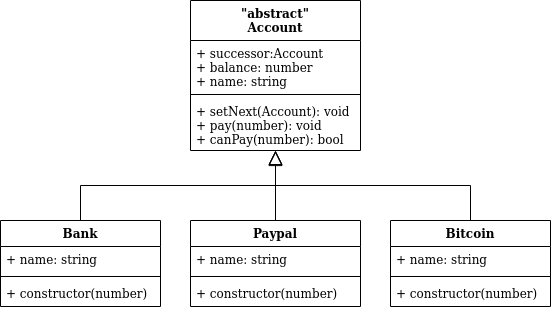 "abstract"
Account
+ successor:Account
+ balance: number
+ name: string
+ setNext(Account): void
+ pay(number): void
+ canPay(number): bool
Bank
+ name: string
+ constructor(number)
Paypal
+ name: string
+ constructor(number)
Bitcoin
+ name: string
+ constructor(number)